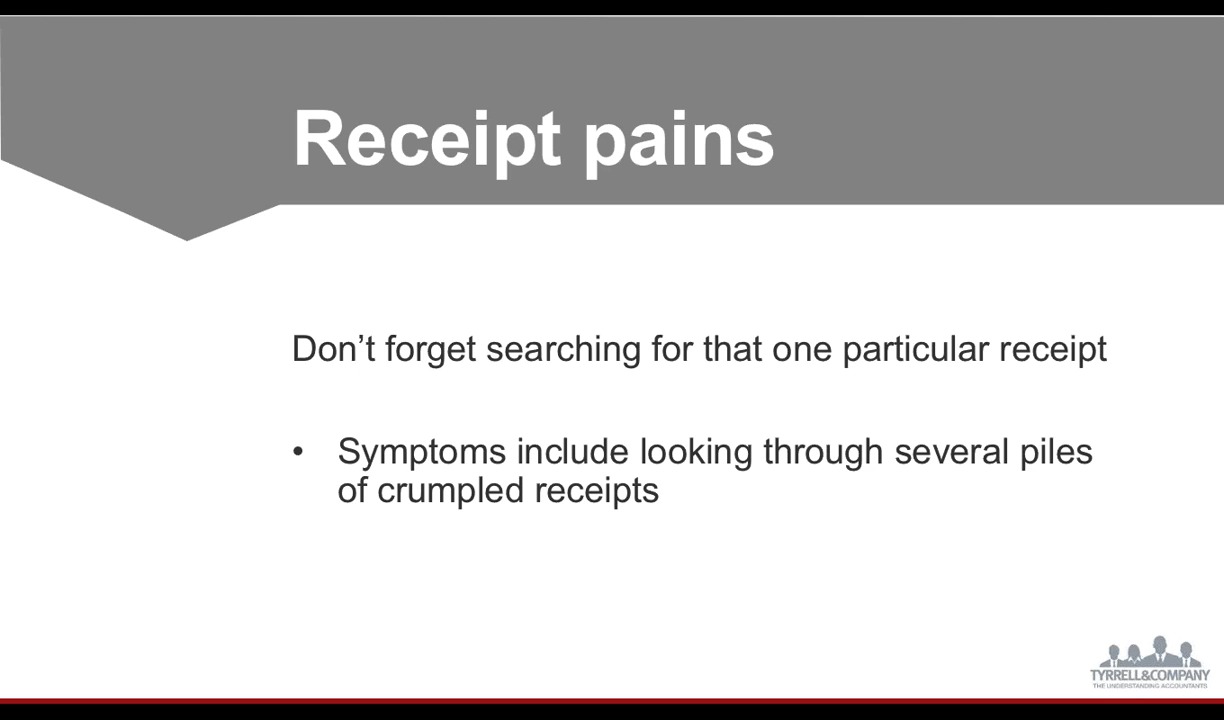 Receipt pains
Don’t forget searching for that one particular receipt
• Symptoms include looking through several piles
of crumpled receipts
TYRRELL&COMPANY
THE UNDERSTANDING ACCOUNTANTS